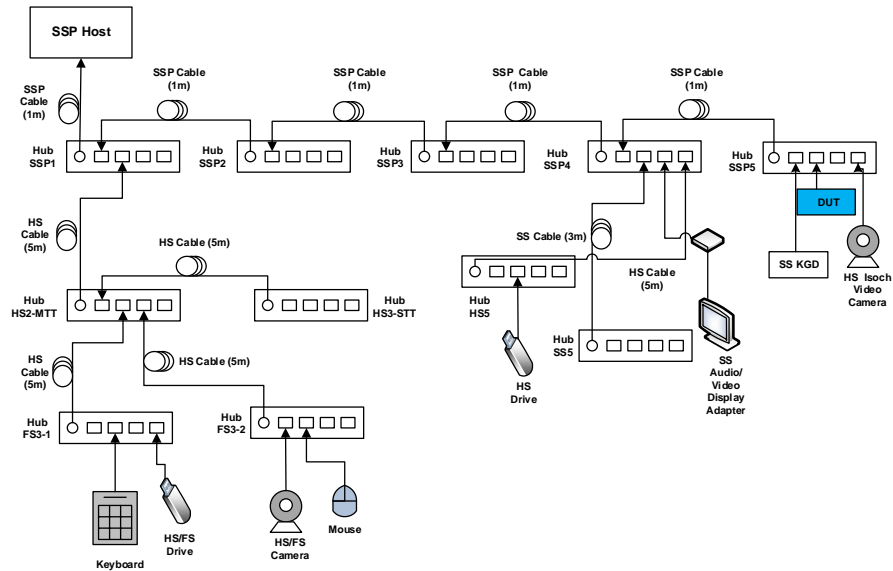 SSP Host
SSP
Cable
(1m)
SSP Cable
(1m)
SSP Cable
(1m)
SSP Cable
(1m)
SSP Cable
(1m)
Hub
SSP1
Hub
SSP2
Hub
SSP3
Hub
SSP4
Hub
SSP5
DUT
SS KGD
HS Isoch
Video
Camera
HS
Cable
(5m)
HS Cable (5m)
SS Cable (3m)
HS Cable
(5m)
Hub
HS2-MTT
Hub
HS3-STT
Hub
HS5
Hub
SS5
HS
Drive
SS
Audio/
Video
Display
Adapter
HS
Cable
(5m)
HS Cable (5m)
Hub
FS3-1
Hub
FS3-2
Keyboard
HS/FS
Drive
HS/FS
Camera
Mouse